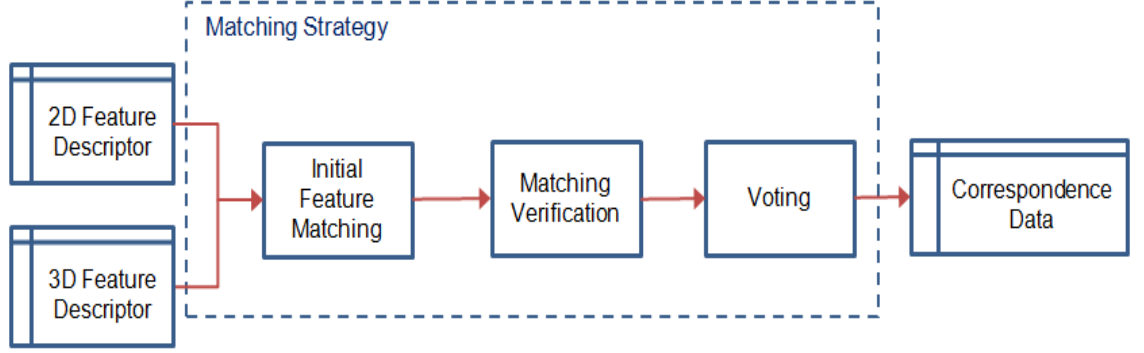 Matching Strategy
2D Feature
Descriptor
3D Feature
Descriptor
Initial
Feature
Matching
Matching
Verification
Voting
Correspondence
Data